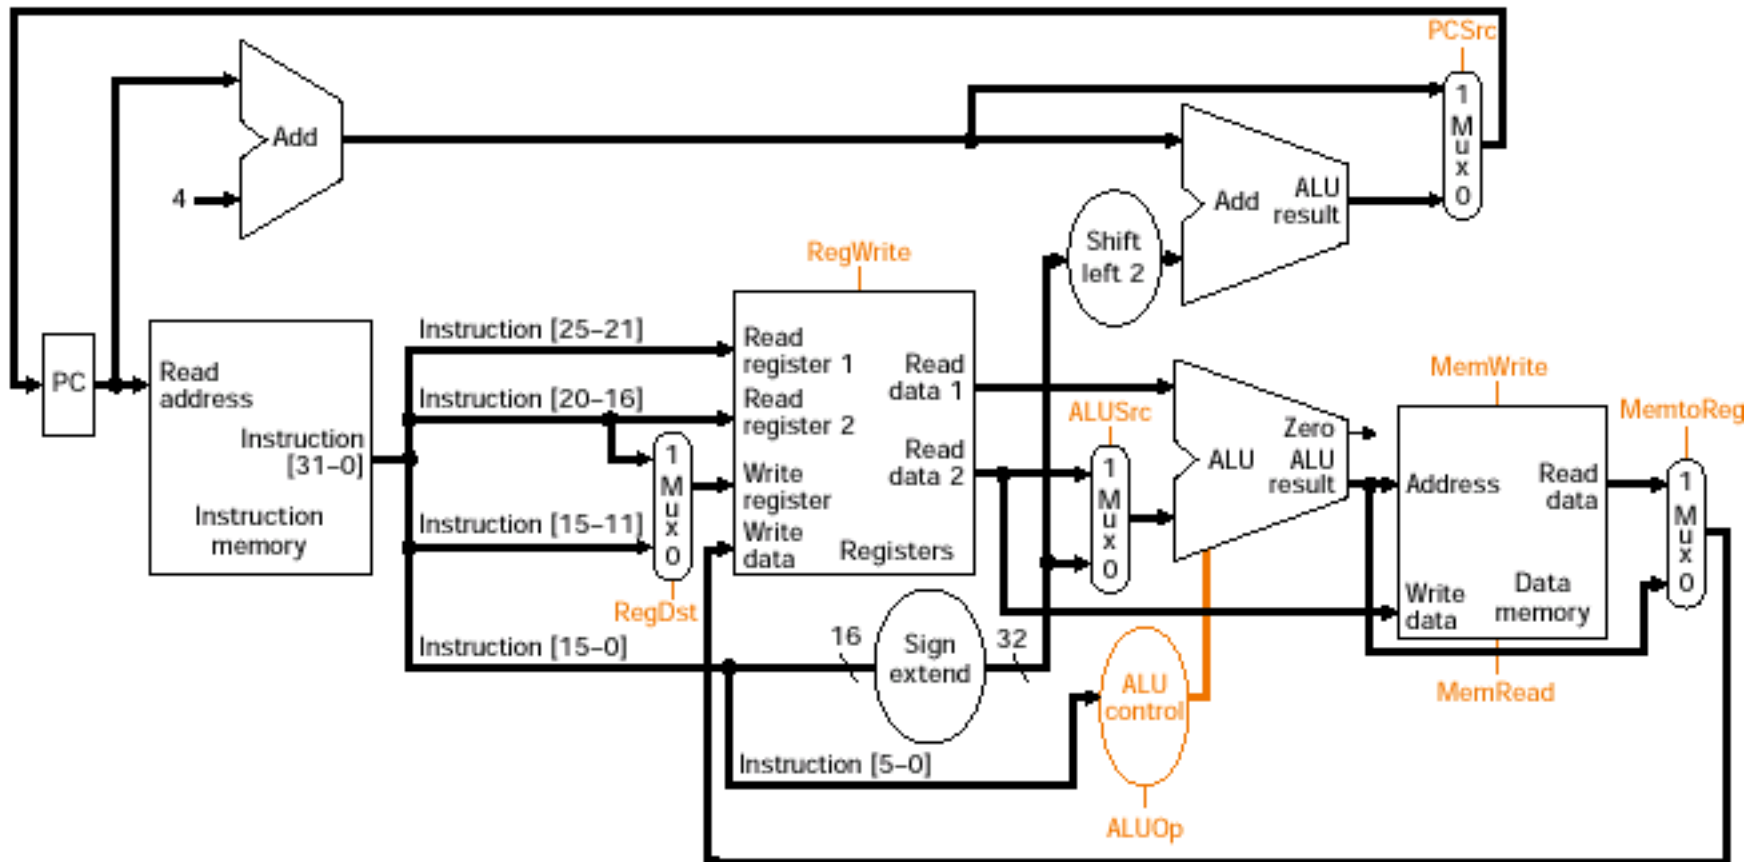 PCSrc
1
M
u
x
0
Add
4
Add
ALU
result
Shift
left 2
RegWrite
PC
Read
address
Instruction
[31–0]
Instruction
memory
Instruction [25–21]
Instruction [20–16]
Instruction [15–11]
Instruction [15–0]
Instruction [5–0]
1
M
u
x
0
RegDst
Read
register 1
Read
register 2
Write
register
Write
data
Read
data 1
Read
data 2
Registers
16
Sign
extend
32
ALUSrc
1
M
u
x
0
Zero
ALU
ALU
result
ALU
control
ALUOp
MemWrite
Address
Read
data
Write
data
Data
memory
MemRead
MemtoReg
1
M
u
x
0